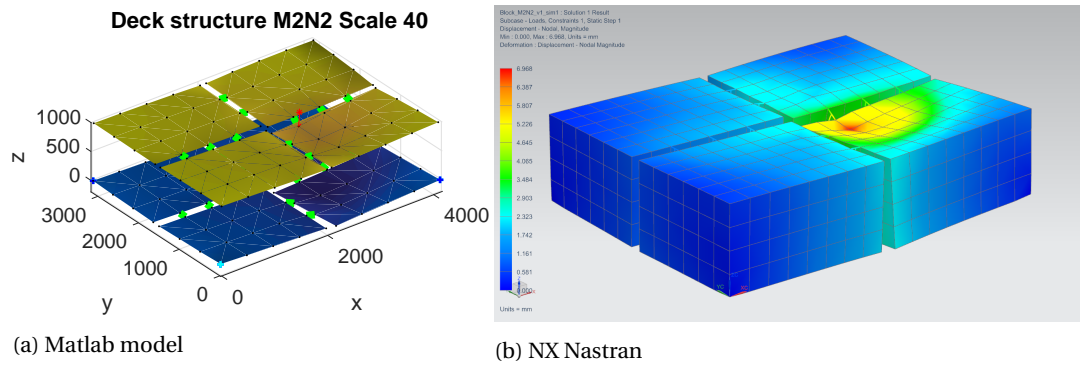 Deck structure M2N2 Scale 40
1000
500
0
z
3000
2000
1000
0
y
0
2000
4000
x
(a) Matlab model
Block_M2N2_v1_sim1 : Solution 1 Result
Subcase - Loads, Constraints 1, Static Step 1
Displacement - Nodal, Magnitude
Min : 0.000, Max : 6.968, Units = mm
Deformation : Displacement - Nodal Magnitude
6.968
6.387
5.807
5.226
4.645
4.065
3.484
2.903
2.323
1.742
1.161
0.581
0.000
Units = mm
YC
(b) NX Nastran